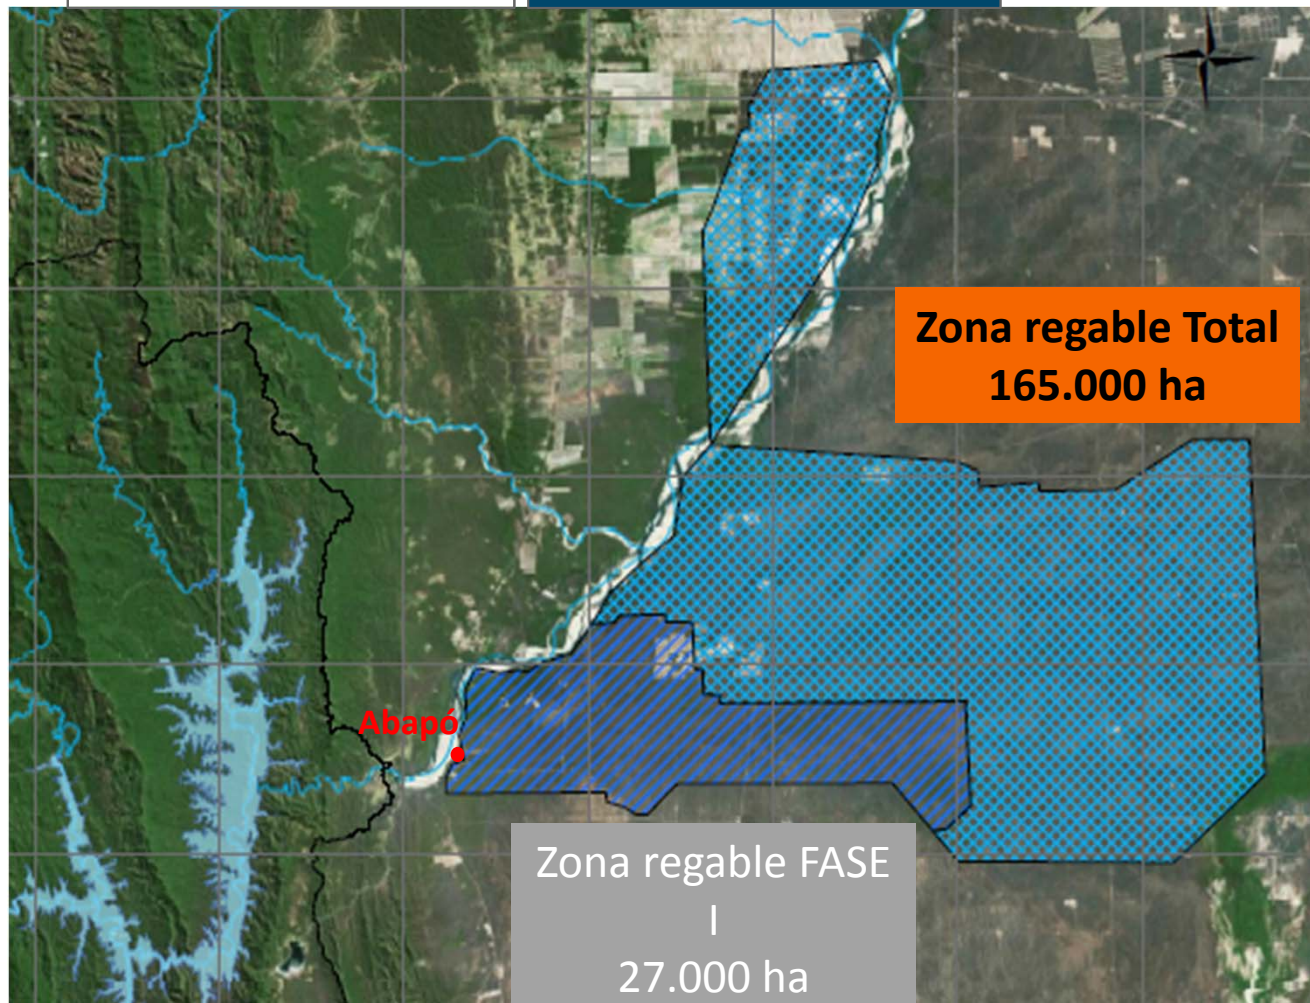 Zona regable Total
165.000 ha
Abapó
Zona regable FASE
I
27.000 ha